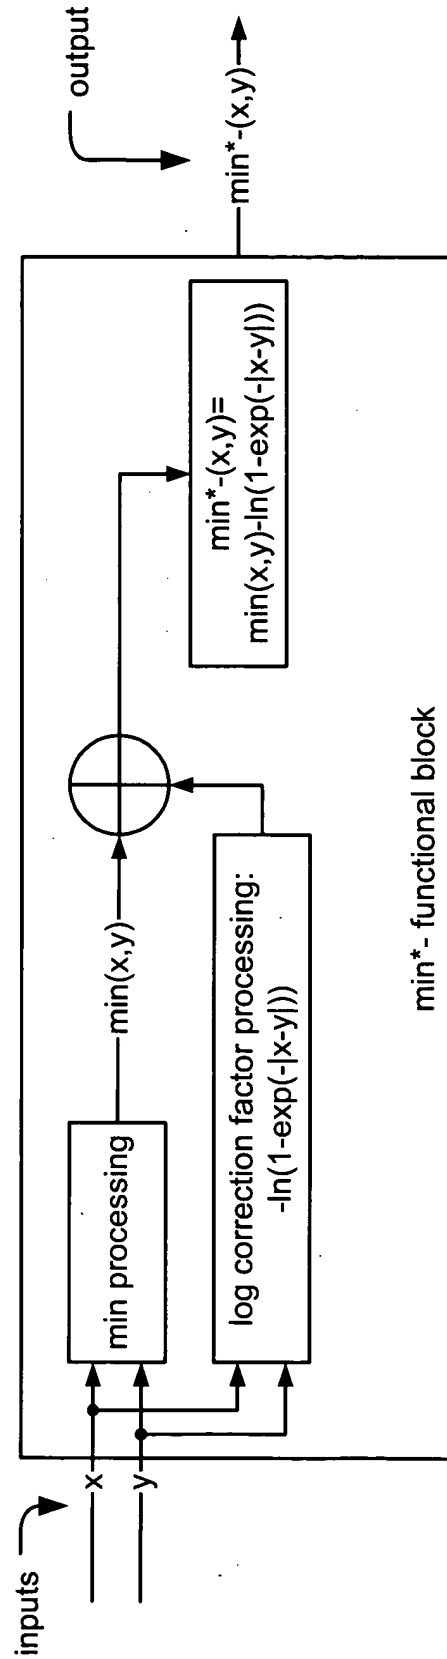 inputs
x
y
min processing
min(x,y)
log correction factor processing:
-ln(1-exp(-|x-y|))
min*-(x,y)=
min(x,y)-ln(1-exp(-|x-y|))
min*- functional block
min*-(x,y)
output